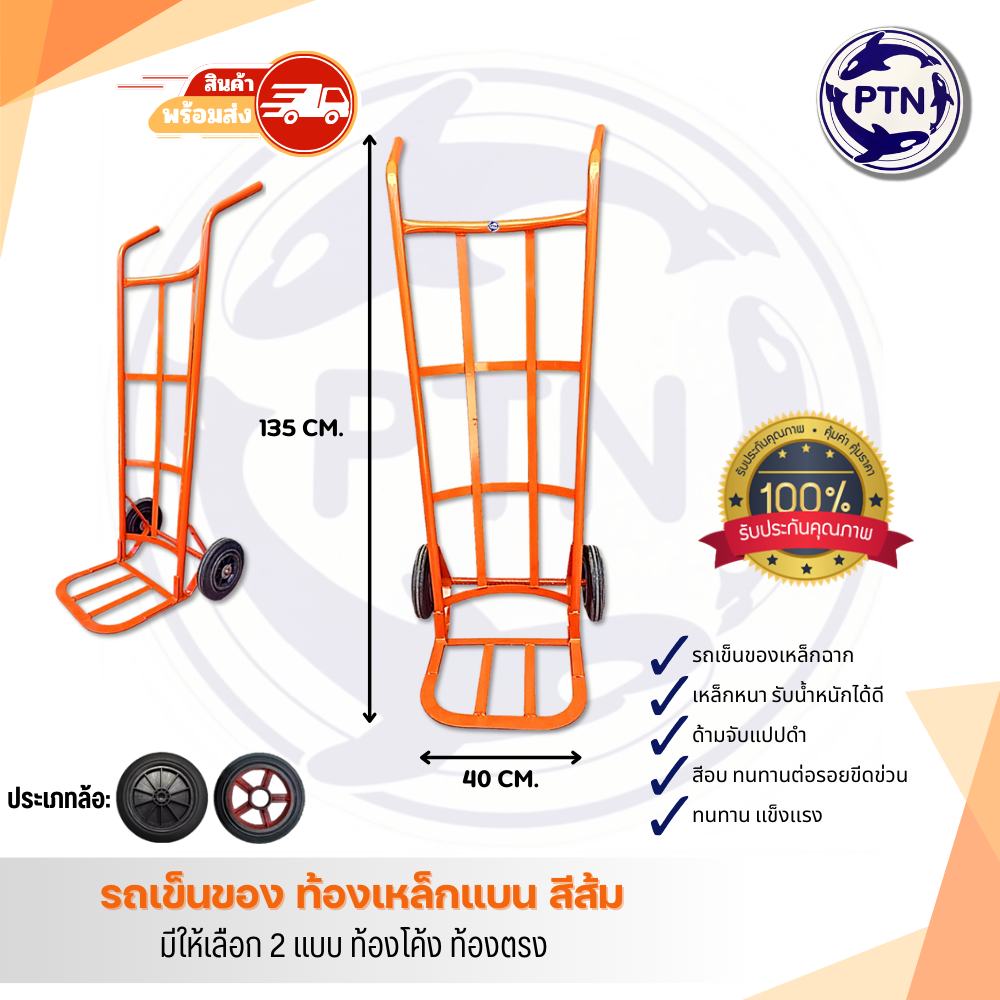 สินค้า
พร้อมส่ง
PTN
135 CM.
40 CM.
รับประกันคุณภาพ • คุ้มค่า คุ้มราคา
100%
รับประกันคุณภาพ
รถเข็นของเหล็กฉาก
เหล็กหนา รับน้ำหนักได้ดี
ด้ามจับแปปดำ
สีอบ ทนทานต่อรอยขีดข่วน
ทนทาน แข็งแรง
ประเภทล้อ:
รถเข็นของ ท้องเหล็กแบน สีส้ม
มีให้เลือก 2 แบบ ท้องโค้ง ท้องตรง
PTN